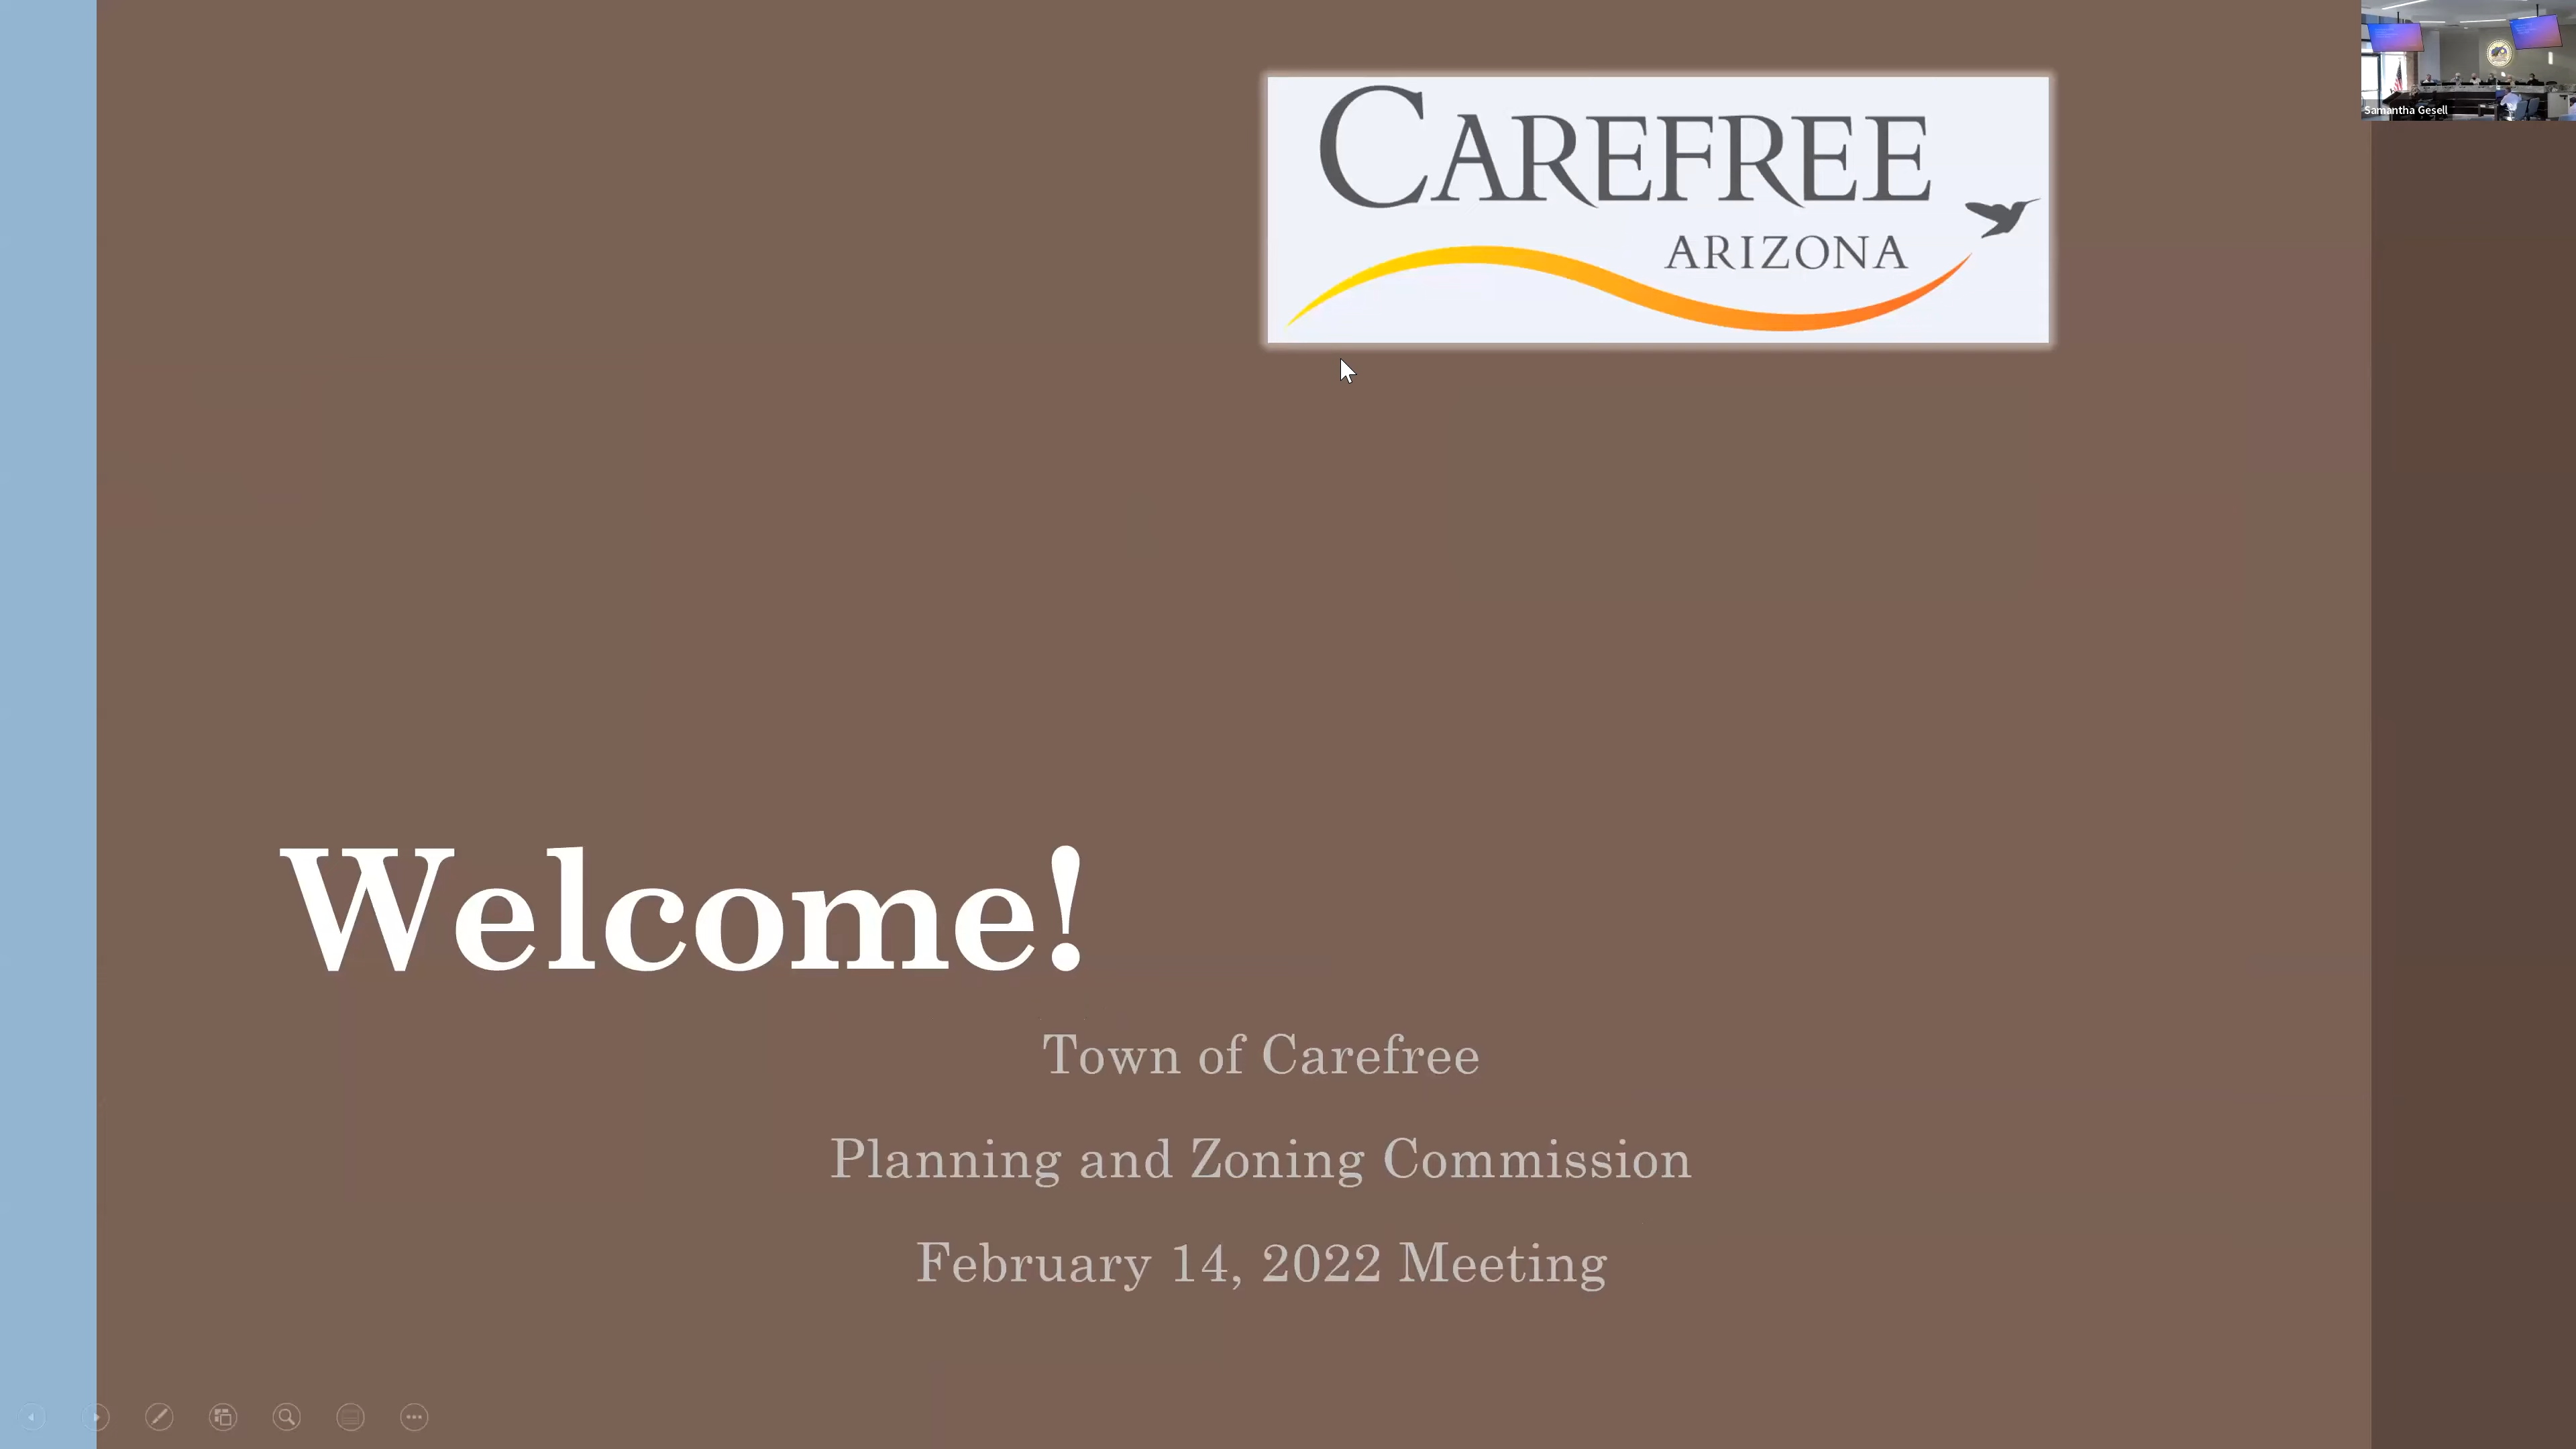 CAREFREE
ARIZONA
Samantha Gesell
Welcome!
Town of Carefree
Planning and Zoning Commission
February 14, 2022 Meeting